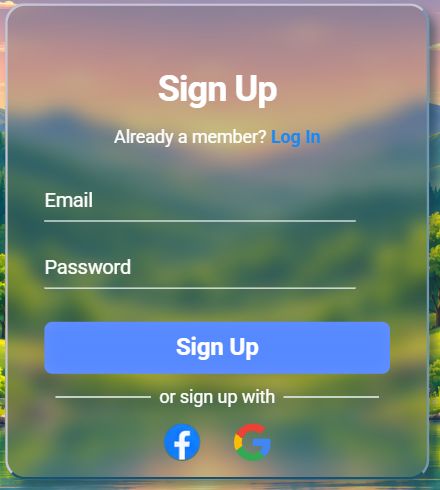 Sign Up
Already a member? Log In
Email
Password
Sign Up
or sign up with